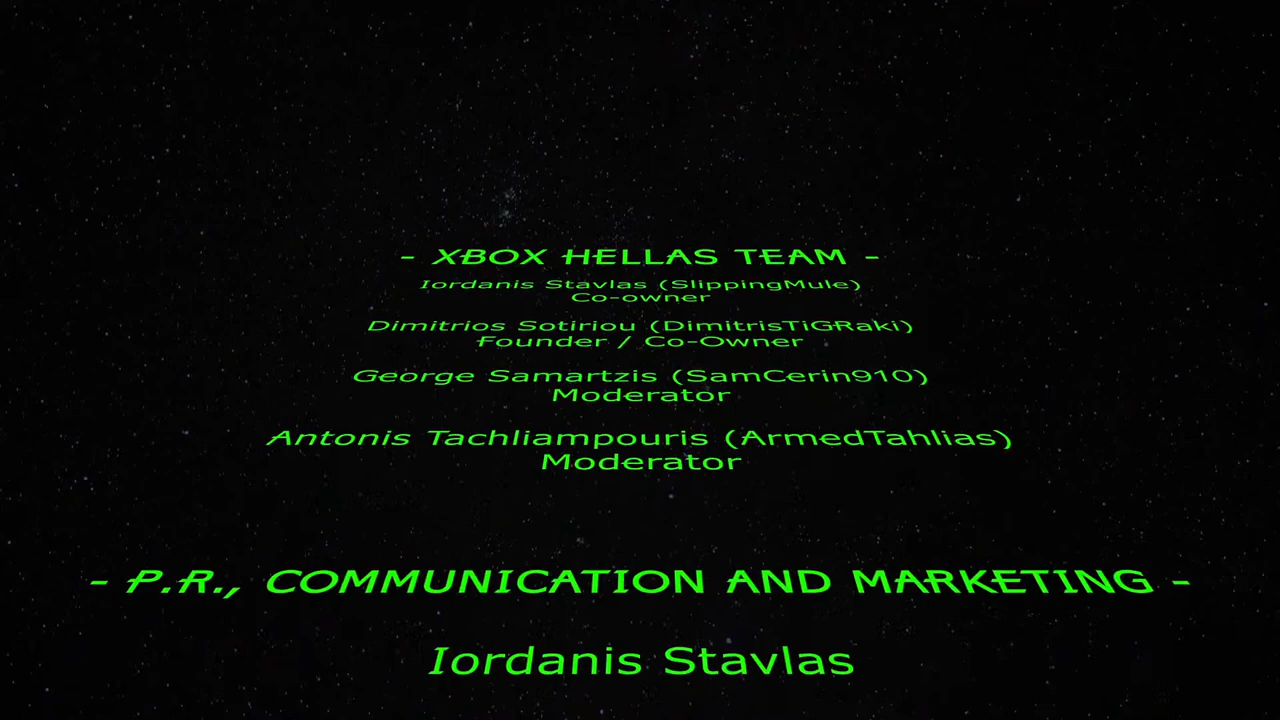 - XBOX HELLAS TEAM -
Iordanis Stavlas (SlippingMule)
Co-owner
Dimitrios Sotiriou (DimitrisTiGRaki)
Founder / Co-Owner
George Samartzis (SamCerin910)
Moderator
Antonis Tachliampouris (ArmedTahlias)
Moderator
- P.R., COMMUNICATION AND MARKETING -
Iordanis Stavlas